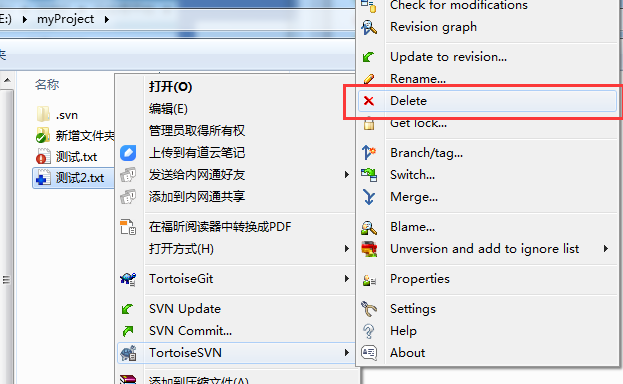 E:) ▸ myProject ▸
夹
名称
.svn
新增文件夹
测试.txt
测试2.txt
打开(O)
编辑(E)
管理员取得所有权
上传到有道云笔记
发送给内网通好友
添加到内网通共享
在福昕阅读器中转换成PDF
打开方式(H)
TortoiseGit
SVN Update
SVN Commit...
TortoiseSVN
添加到压缩文件(A)
Check for modifications
Revision graph
Update to revision...
Rename...
Delete
Get lock...
Branch/tag...
Switch...
Merge...
Blame...
Unversion and add to ignore list
Properties
Settings
Help
About